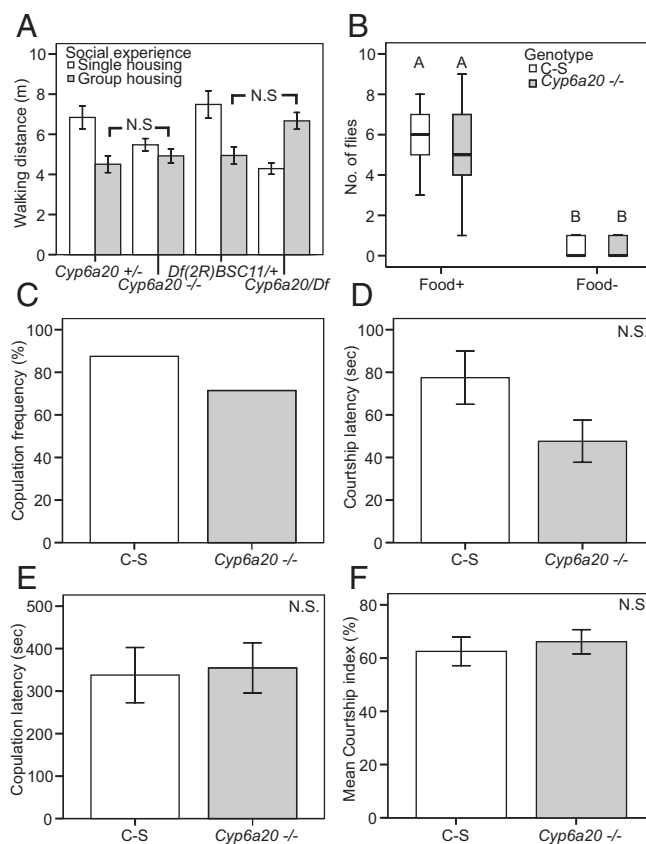 A
Social experience
Single housing
Group housing
N.S
N.S
Walking distance (m)
10
8
6
4
2
0
Cyp6a20 +/-
Cyp6a20 -/-
Df(2R)BSC11/+
Cyp6a20/Df
B
Genotype
C-S
Cyp6a20 -/-
A
A
B
B
No. of flies
10
8
6
4
2
0
Food+
Food-
C
Copulation frequency (%)
100
80
60
40
20
0
C-S
Cyp6a20 -/-
D
N.S.
Courtship latency (sec)
100
80
60
40
20
0
C-S
Cyp6a20 -/-
E
N.S.
Copulation latency (sec)
500
400
300
200
100
0
C-S
Cyp6a20 -/-
F
N.S.
Mean Courtship index (%)
80
60
40
20
0
C-S
Cyp6a20 -/-